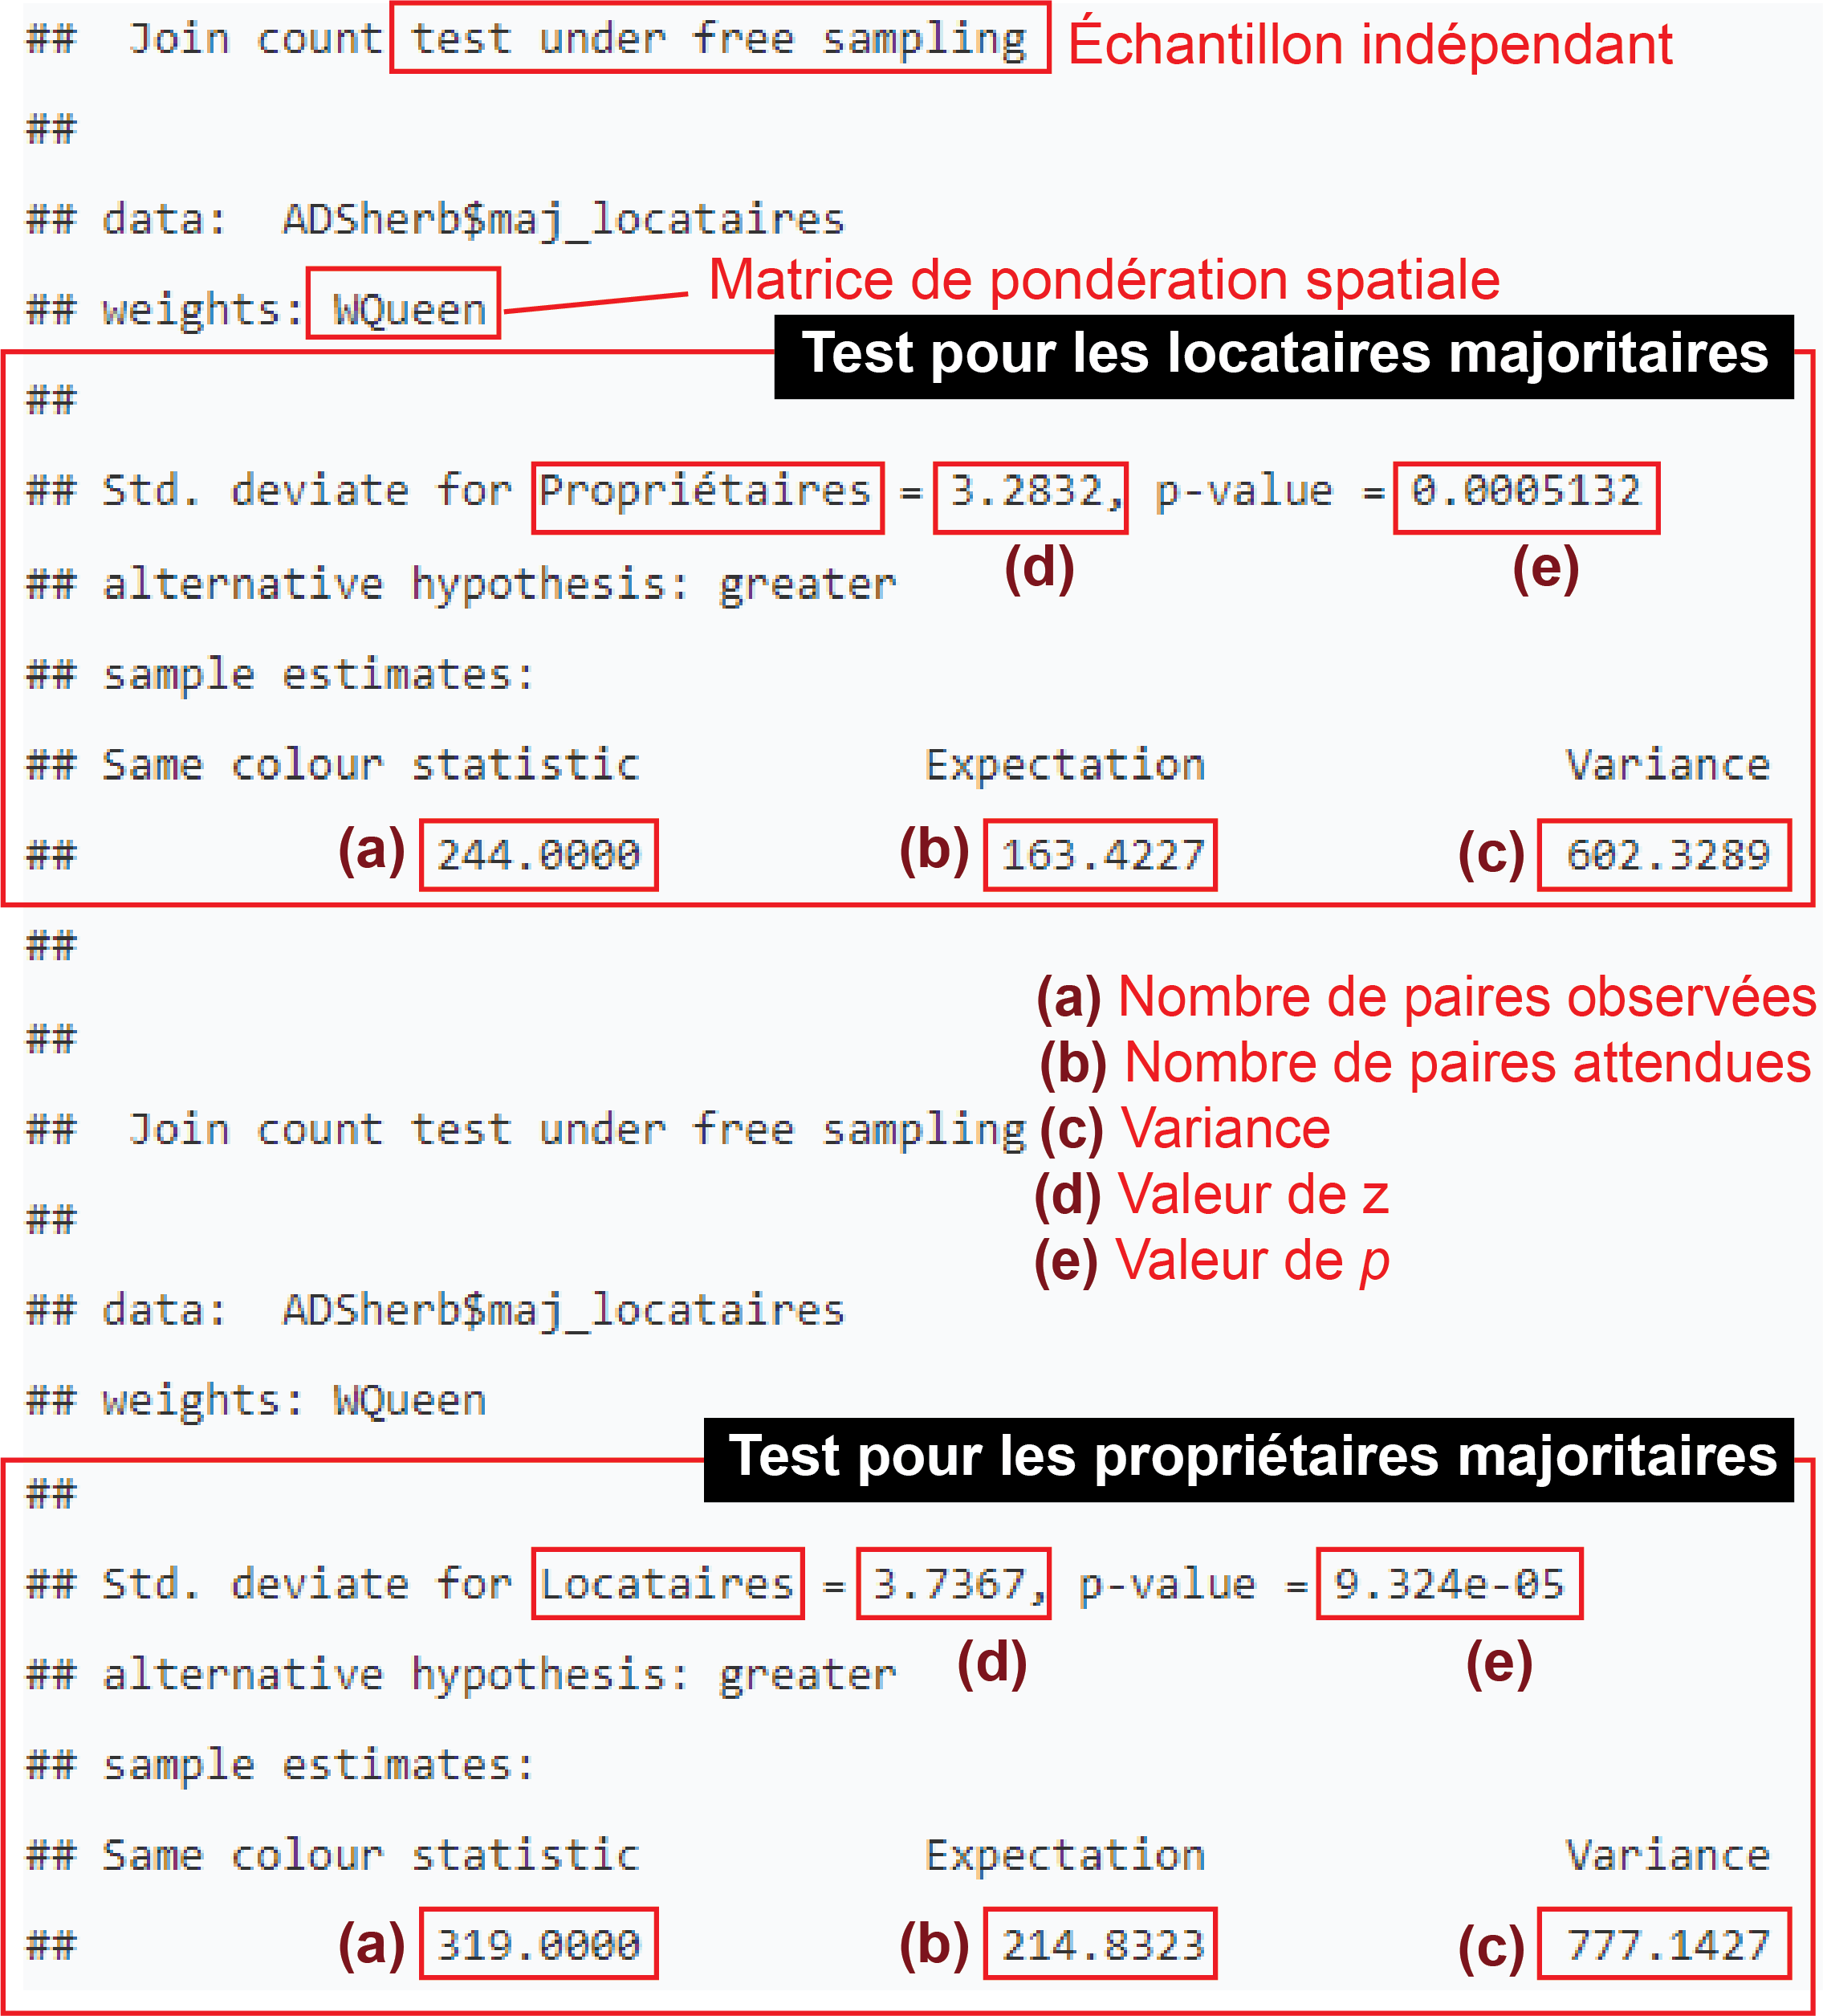 ## Join count test under free sampling Échantillon indépendant
##
## data: ADSherb$maj_locataires
Matrice de pondération spatiale
## weights: WQueen
Test pour les locataires majoritaires
##
## Std. deviate for Propriétaires = 3.2832, p-value = 0.0005132
(d) (e)
## alternative hypothesis: greater
## sample estimates:
## Same colour statistic Expectation Variance
## (a) 244.0000 (b) 163.4227 (c) 602.3289
##
(a) Nombre de paires observées
##
(b) Nombre de paires attendues
## Join count test under free sampling (c) Variance
(d) Valeur de z
##
(e) Valeur de p
## data: ADSherb$maj_locataires
## weights: WQueen
Test pour les propriétaires majoritaires
##
## Std. deviate for Locataires = 3.7367, p-value = 9.324e-05
(d) (e)
## alternative hypothesis: greater
## sample estimates:
## Same colour statistic Expectation Variance
## (a) 319.0000 (b) 214.8323 (c) 777.1427